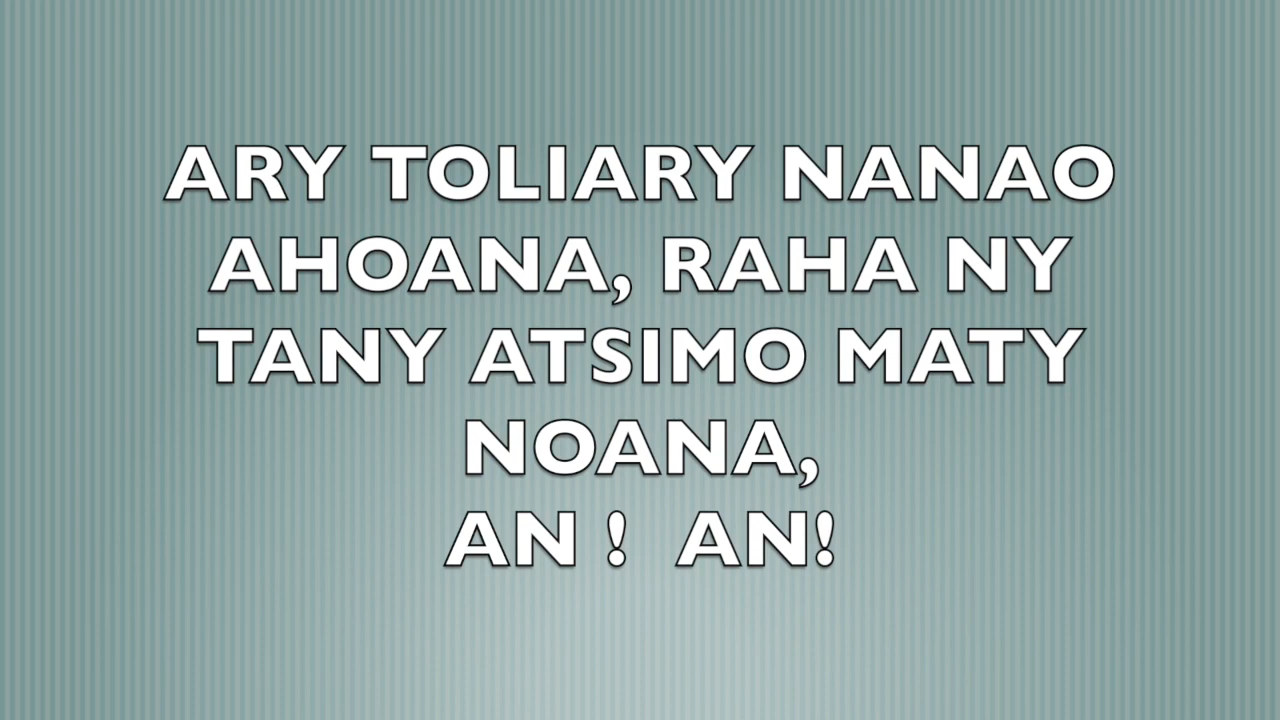 ARY TOLIARY NANAO
AHOANA, RAHA NY
TANY ATSIMO MATY
NOANA,
AN !  AN!